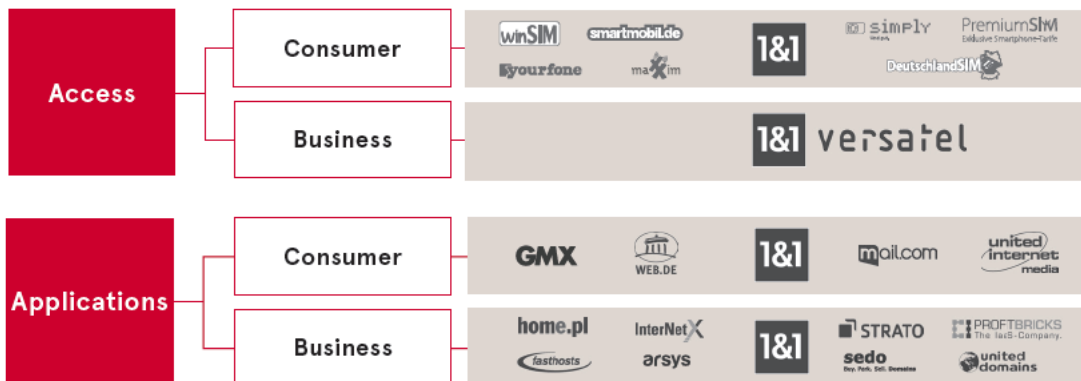 Access
Consumer
winSIM
smartmobil.de
yourfone
maXXim
1&1
simply
PremiumSIM
Exklusive Smartphone-Tarife
DeutschlandSIM
Business
1&1 versatel
Applications
Consumer
GMX
WEB.DE
1&1
mail.com
united
internet
media
Business
home.pl
InterNetX
fasthosts
arsys
1&1
STRATO
PROFITBRICKS
The IaaS-Company.
sedo
Buy. Park. Sell. Domains
united
domains